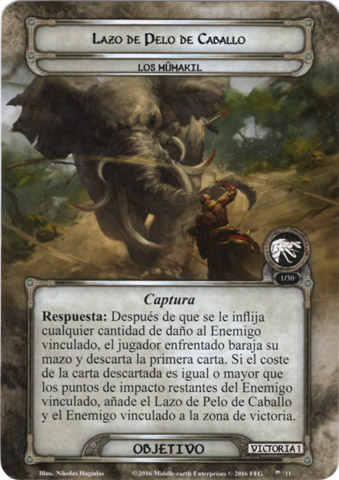 Lazo de Pelo de Caballo
Los Mûmakil
1/30
Captura
Respuesta: Después de que se le inflija
cualquier cantidad de daño al Enemigo
vinculado, el jugador enfrentado baraja su
mazo y descarta la primera carta. Si el coste
de la carta descartada es igual o mayor que
los puntos de impacto restantes del Enemigo
vinculado, añade el Lazo de Pelo de Caballo
y el Enemigo vinculado a la zona de victoria.
OBJETIVO
VICTORIA 1
Illus. Nikolas Hagialas ©2016 Middle-earth Enterprises ©2016 FFG 11